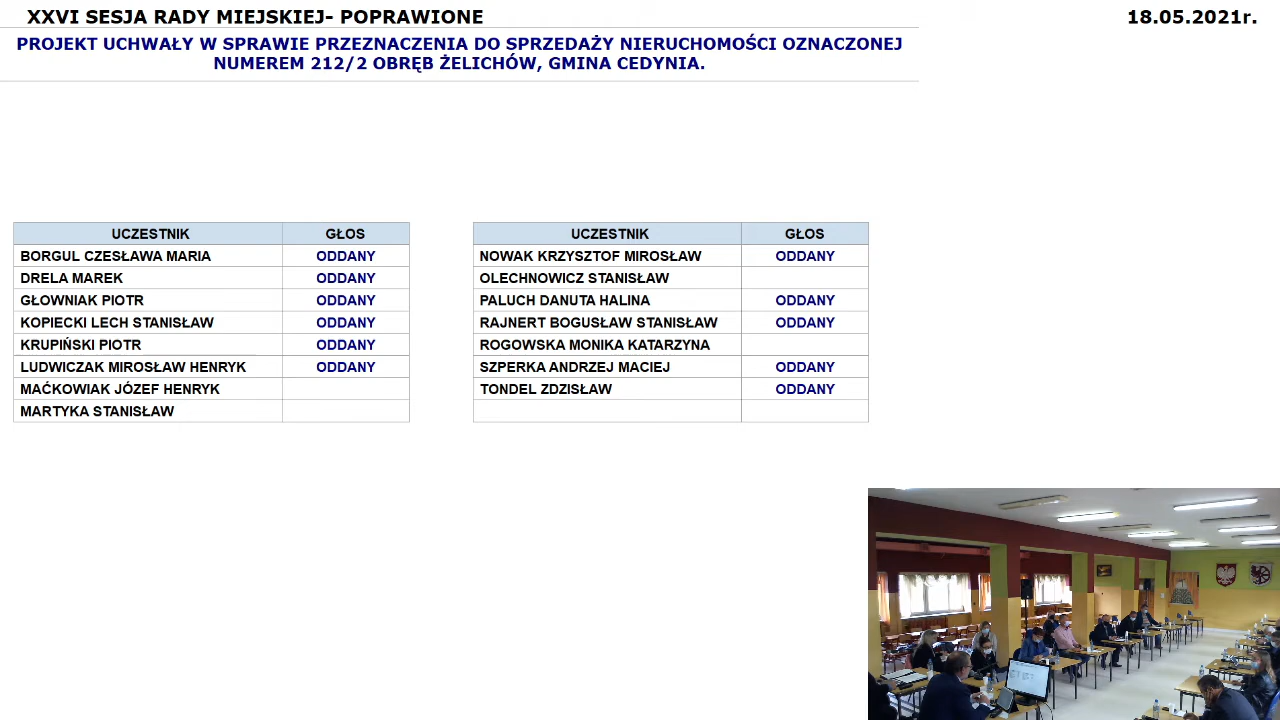 XXVI SESJA RADY MIEJSKIEJ- POPRAWIONE 18.05.2021r.
PROJEKT UCHWAŁY W SPRAWIE PRZEZNACZENIA DO SPRZEDAŻY NIERUCHOMOŚCI OZNACZONEJ
NUMEREM 212/2 OBRĘB ŻELICHÓW, GMINA CEDYNIA.
UCZESTNIK GŁOS
BORGUL CZESŁAWA MARIA ODDANY
DRELA MAREK ODDANY
GŁOWNIAK PIOTR ODDANY
KOPIECKI LECH STANISŁAW ODDANY
KRUPIŃSKI PIOTR ODDANY
LUDWICZAK MIROSŁAW HENRYK ODDANY
MAĆKOWIAK JÓZEF HENRYK
MARTYKA STANISŁAW
UCZESTNIK GŁOS
NOWAK KRZYSZTOF MIROSŁAW ODDANY
OLECHNOWICZ STANISŁAW
PALUCH DANUTA HALINA ODDANY
RAJNERT BOGUSŁAW STANISŁAW ODDANY
ROGOWSKA MONIKA KATARZYNA
SZPERKA ANDRZEJ MACIEJ ODDANY
TONDEL ZDZISŁAW ODDANY